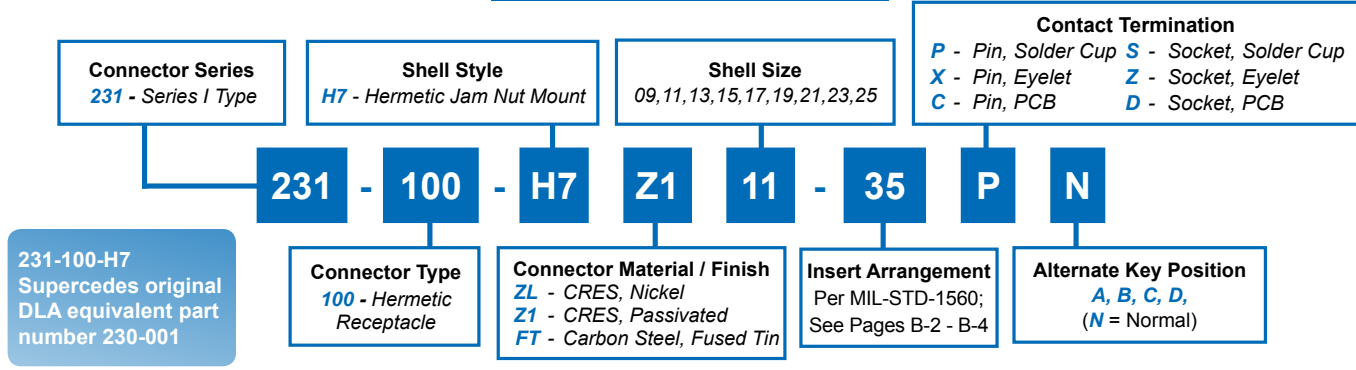 Connector Series
231 - Series I Type
Shell Style
H7 - Hermetic Jam Nut Mount
Shell Size
09,11,13,15,17,19,21,23,25
Contact Termination
P - Pin, Solder Cup S - Socket, Solder Cup
X - Pin, Eyelet Z - Socket, Eyelet
C - Pin, PCB D - Socket, PCB
231 - 100 - H7 Z1 11 - 35 P N
231-100-H7
Supercedes original
DLA equivalent part
number 230-001
Connector Type
100 - Hermetic
Receptacle
Connector Material / Finish
ZL - CRES, Nickel
Z1 - CRES, Passivated
FT - Carbon Steel, Fused Tin
Insert Arrangement
Per MIL-STD-1560;
See Pages B-2 - B-4
Alternate Key Position
A, B, C, D,
(N = Normal)